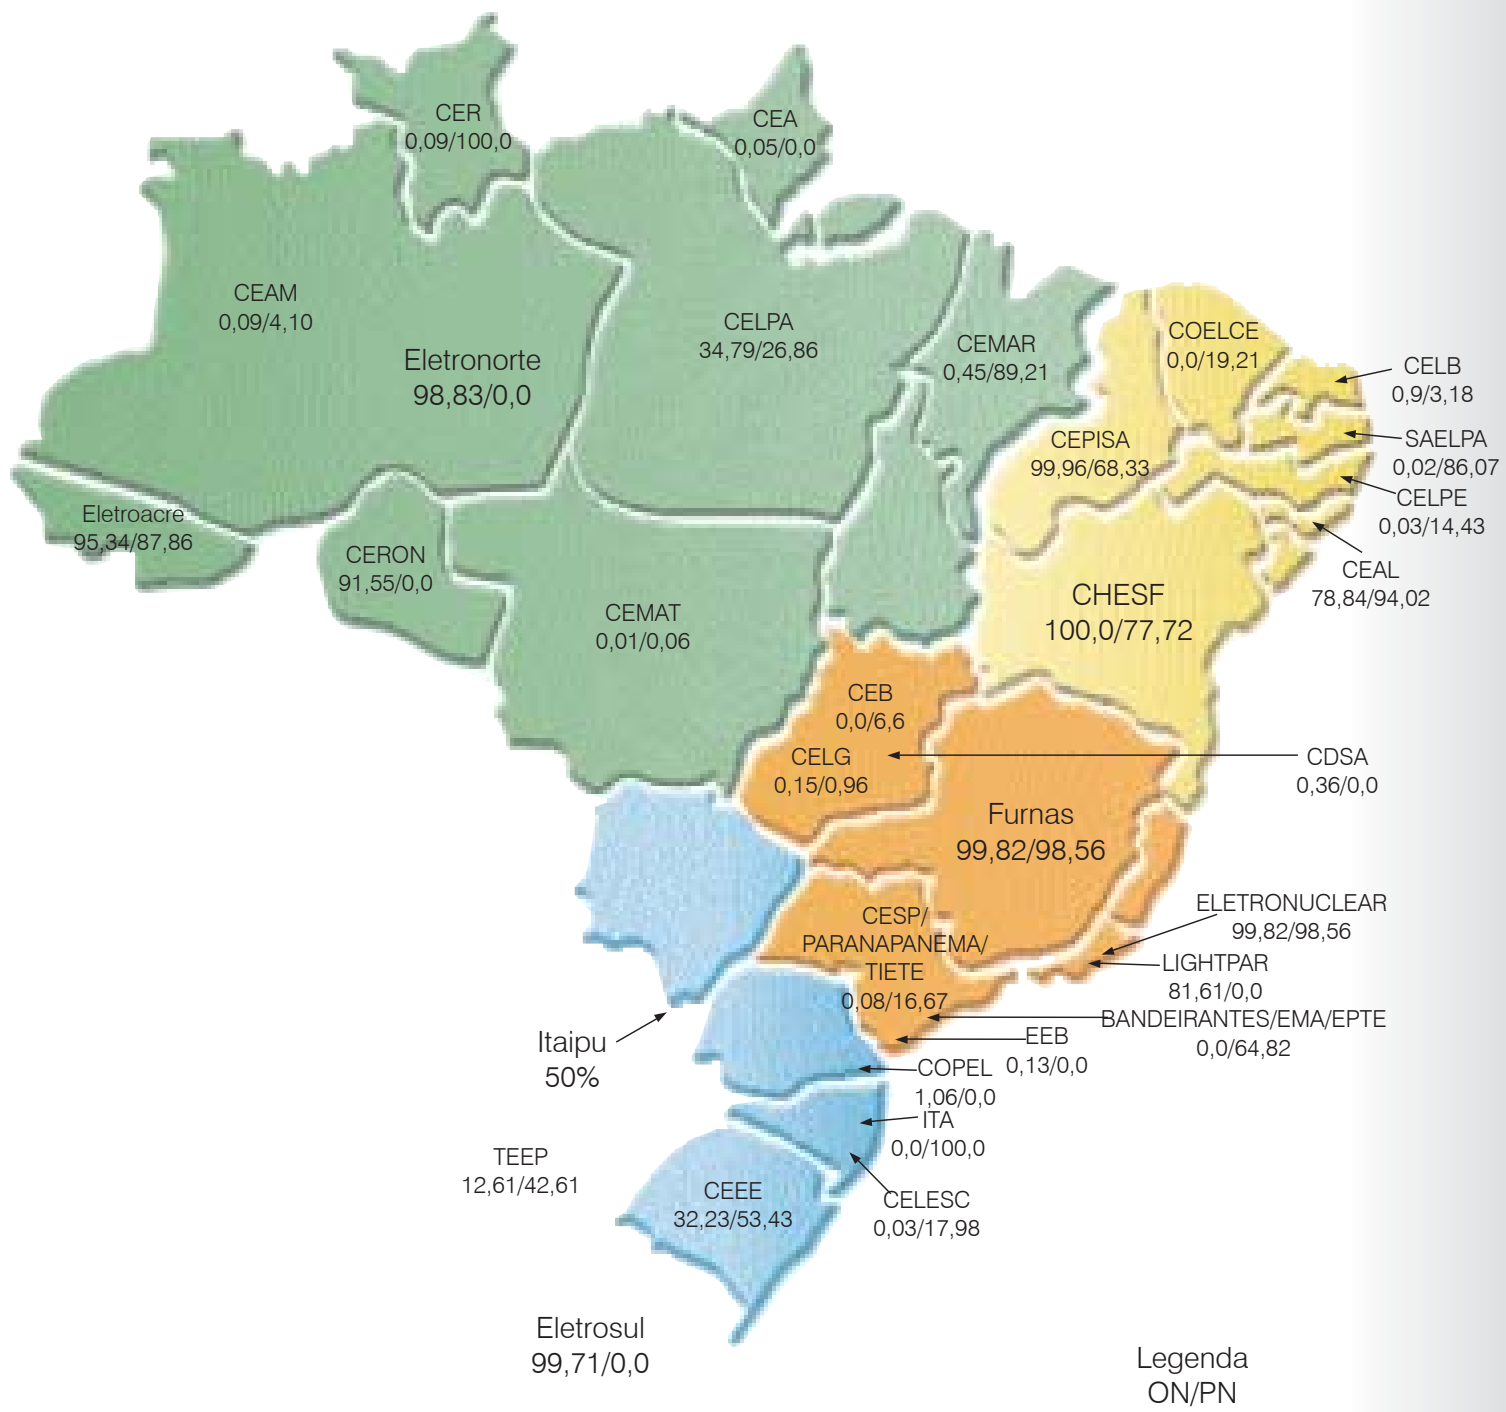 CER
0,09/100,0
CEA
0,05/0,0
CEAM
0,09/4,10
Eletronorte
98,83/0,0
CELPA
34,79/26,86
CEMAR
0,45/89,21
COELCE
0,0/19,21
CELB
0,9/3,18
CEPISA
99,96/68,33
SAELPA
0,02/86,07
CELPE
0,03/14,43
CEAL
78,84/94,02
Eletroacre
95,34/87,86
CERON
91,55/0,0
CEMAT
0,01/0,06
CHESF
100,0/77,72
CEB
0,0/6,6
CELG
0,15/0,96
CDSA
0,36/0,0
Furnas
99,82/98,56
CESP/
PARANAPANEMA/
TIETE
0,08/16,67
ELETRONUCLEAR
99,82/98,56
LIGHTPAR
81,61/0,0
BANDEIRANTES/EMA/EPTE
0,0/64,82
EEB
0,13/0,0
Itaipu
50%
COPEL
1,06/0,0
ITA
0,0/100,0
TEEP
12,61/42,61
CEEE
32,23/53,43
CELESC
0,03/17,98
Eletrosul
99,71/0,0
Legenda
ON/PN